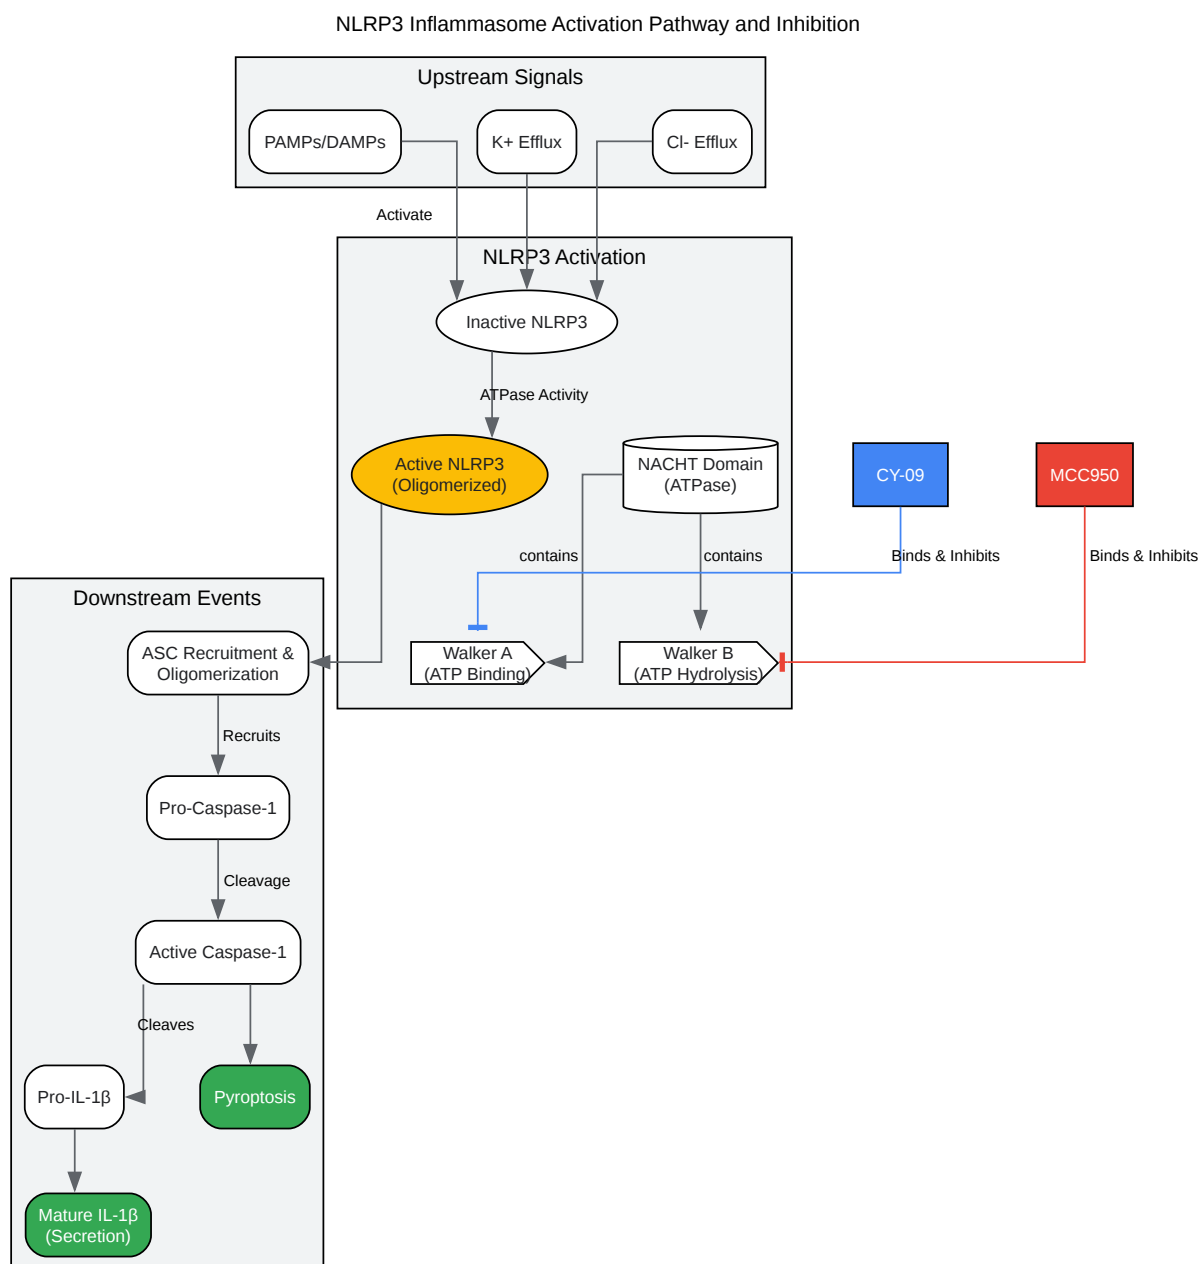 NLRP3 Inflammasome Activation Pathway and Inhibition
Upstream Signals
PAMPs/DAMPs
K+ Efflux
Cl- Efflux
Activate
NLRP3 Activation
Inactive NLRP3
ATPase Activity
Active NLRP3
(Oligomerized)
NACHT Domain
(ATPase)
CY-09
MCC950
contains
contains
Binds & Inhibits
Binds & Inhibits
Walker A
(ATP Binding)
Walker B
(ATP Hydrolysis)
Downstream Events
ASC Recruitment &
Oligomerization
Recruits
Pro-Caspase-1
Cleavage
Active Caspase-1
Cleaves
Pro-IL-1β
Pyroptosis
Mature IL-1β
(Secretion)